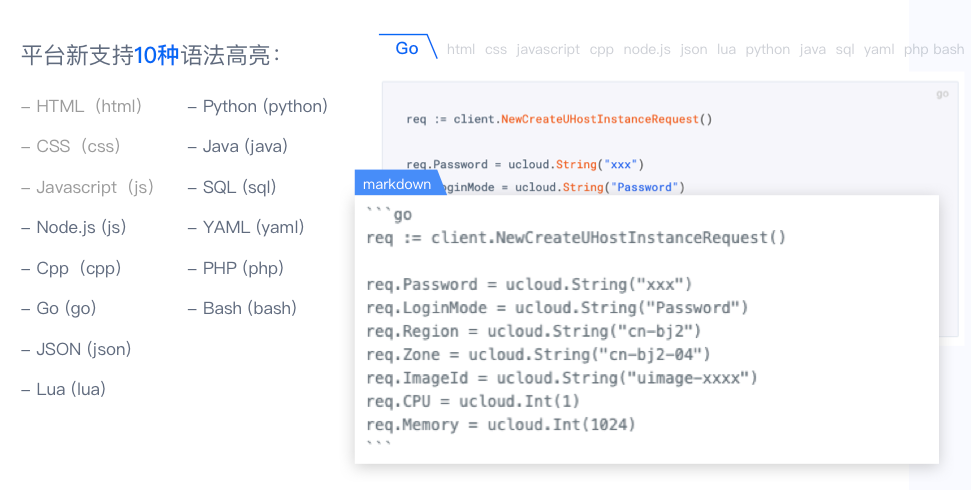 平台新支持10种语法高亮：
– HTML（html）
– CSS（css）
– Javascript（js）
– Node.js (js)
– Cpp（cpp）
– Go (go)
– JSON (json)
– Lua (lua)
– Python (python)
– Java (java)
– SQL (sql)
– YAML (yaml)
– PHP (php)
– Bash (bash)
Go html css javascript cpp node.js json lua python java sql yaml php bash
go
req := client.NewCreateUHostInstanceRequest()
req.Password = ucloud.String("xxx")
oginMode = ucloud.String("Password")
markdown
```go
req := client.NewCreateUHostInstanceRequest()
req.Password = ucloud.String("xxx")
req.LoginMode = ucloud.String("Password")
req.Region = ucloud.String("cn-bj2")
req.Zone = ucloud.String("cn-bj2-04")
req.ImageId = ucloud.String("uimage-xxxx")
req.CPU = ucloud.Int(1)
req.Memory = ucloud.Int(1024)
```